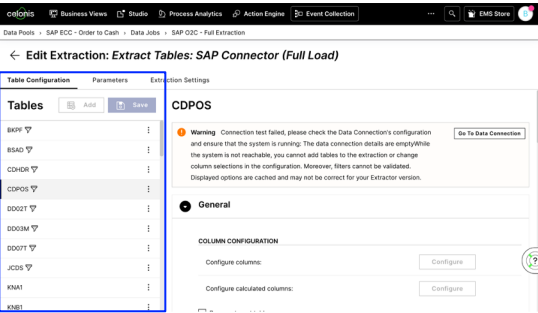 celonis Business Views Studio Process Analytics Action Engine Event Collection ... EMS Store
Data Pools › SAP ECC - Order to Cash › Data Jobs › SAP O2C - Full Extraction
← Edit Extraction: Extract Tables: SAP Connector (Full Load)
Table Configuration Parameters Extraction Settings
Tables Add Save
BKPF
BSAD
CDHDR
CDPOS
DD02T
DD03M
DD07T
JCDS
KNA1
KNB1
CDPOS
Warning Connection test failed, please check the Data Connection's configuration
and ensure that the system is running: The data connection details are emptyWhile
the system is not reachable, you cannot add tables to the extraction or change
column selections in the configuration. Moreover, filters cannot be validated.
Displayed options are cached and may not be correct for your Extractor version.
Go To Data Connection
General
COLUMN CONFIGURATION
Configure columns: Configure
Configure calculated columns: Configure